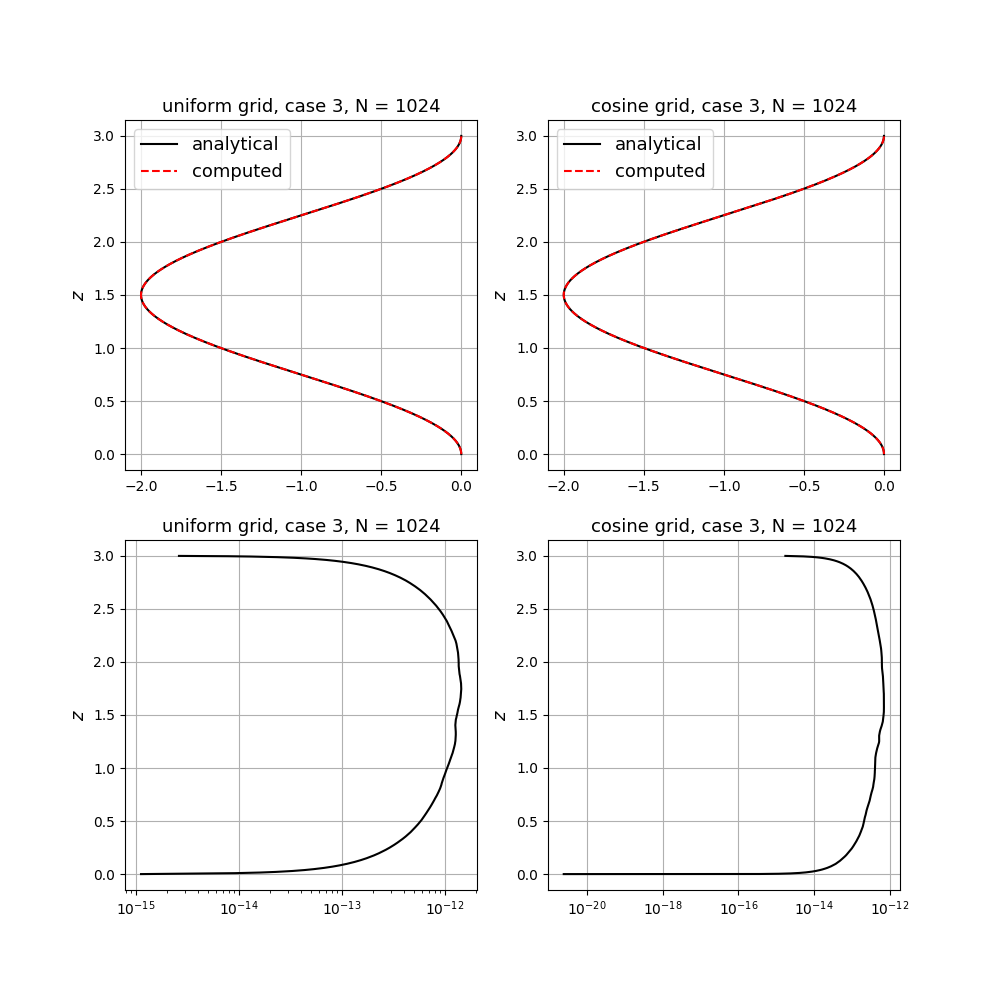 uniform grid, case 3, N = 1024
3.0
2.5
2.0
1.5
1.0
0.5
0.0
z
analytical
computed
−2.0 −1.5 −1.0 −0.5 0.0
cosine grid, case 3, N = 1024
3.0
2.5
2.0
1.5
1.0
0.5
0.0
z
analytical
computed
−2.0 −1.5 −1.0 −0.5 0.0
uniform grid, case 3, N = 1024
3.0
2.5
2.0
1.5
1.0
0.5
0.0
z
10⁻¹⁵ 10⁻¹⁴ 10⁻¹³ 10⁻¹²
cosine grid, case 3, N = 1024
3.0
2.5
2.0
1.5
1.0
0.5
0.0
z
10⁻²⁰ 10⁻¹⁸ 10⁻¹⁶ 10⁻¹⁴ 10⁻¹²